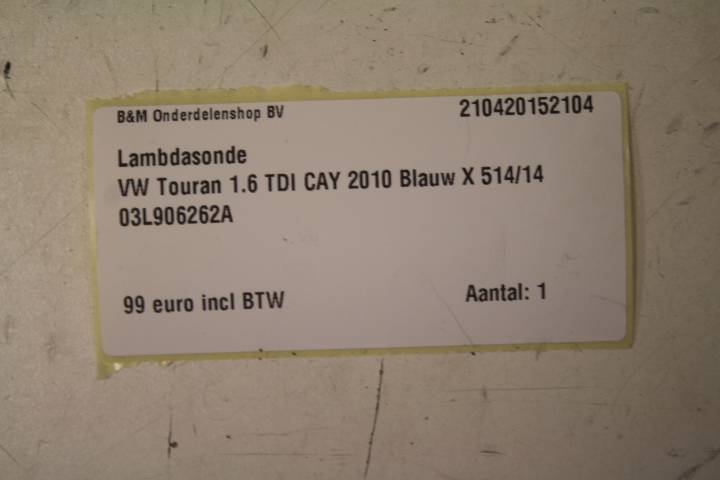 B&M Onderdelenshop BV 210420152104
Lambdasonde
VW Touran 1.6 TDI CAY 2010 Blauw X 514/14
03L906262A
99 euro incl BTW Aantal: 1